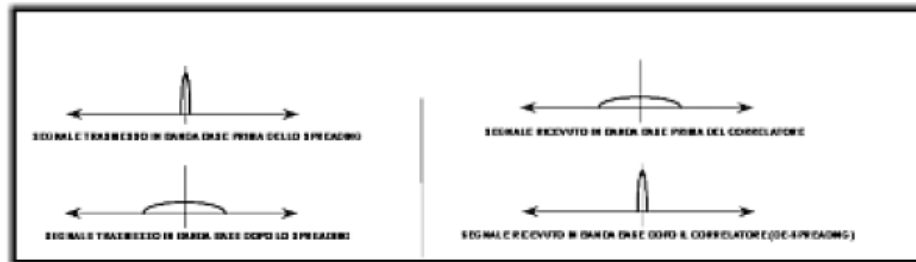 SEGNALE TRASMESSO IN BANDA BASE PRIMA DELLO SPREADING
SEGNALE TRASMESSO IN BANDA BASE DOPO LO SPREADING
SEGNALE RICEVUTO IN BANDA BASE PRIMA DEL CORRELATORE
SEGNALE RICEVUTO IN BANDA BASE DOPO IL CORRELATORE (DE-SPREADING)